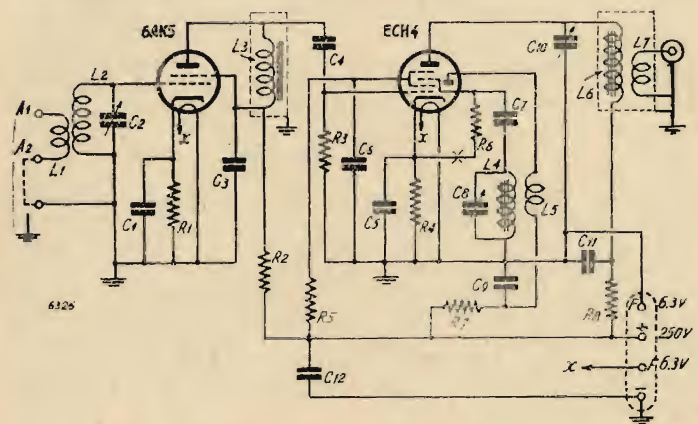 6AK5
ECH4
L3
C4
C10
L7
L6
L2
C2
A1
A2
L1
x
C3
R3
C5
x
R6
C7
C8
L4
L5
C1
R1
C5
R4
R2
C9
C11
R5
R7
R8
6326
F 6.3V
+ 250V
x
F 6.3V
C12
−